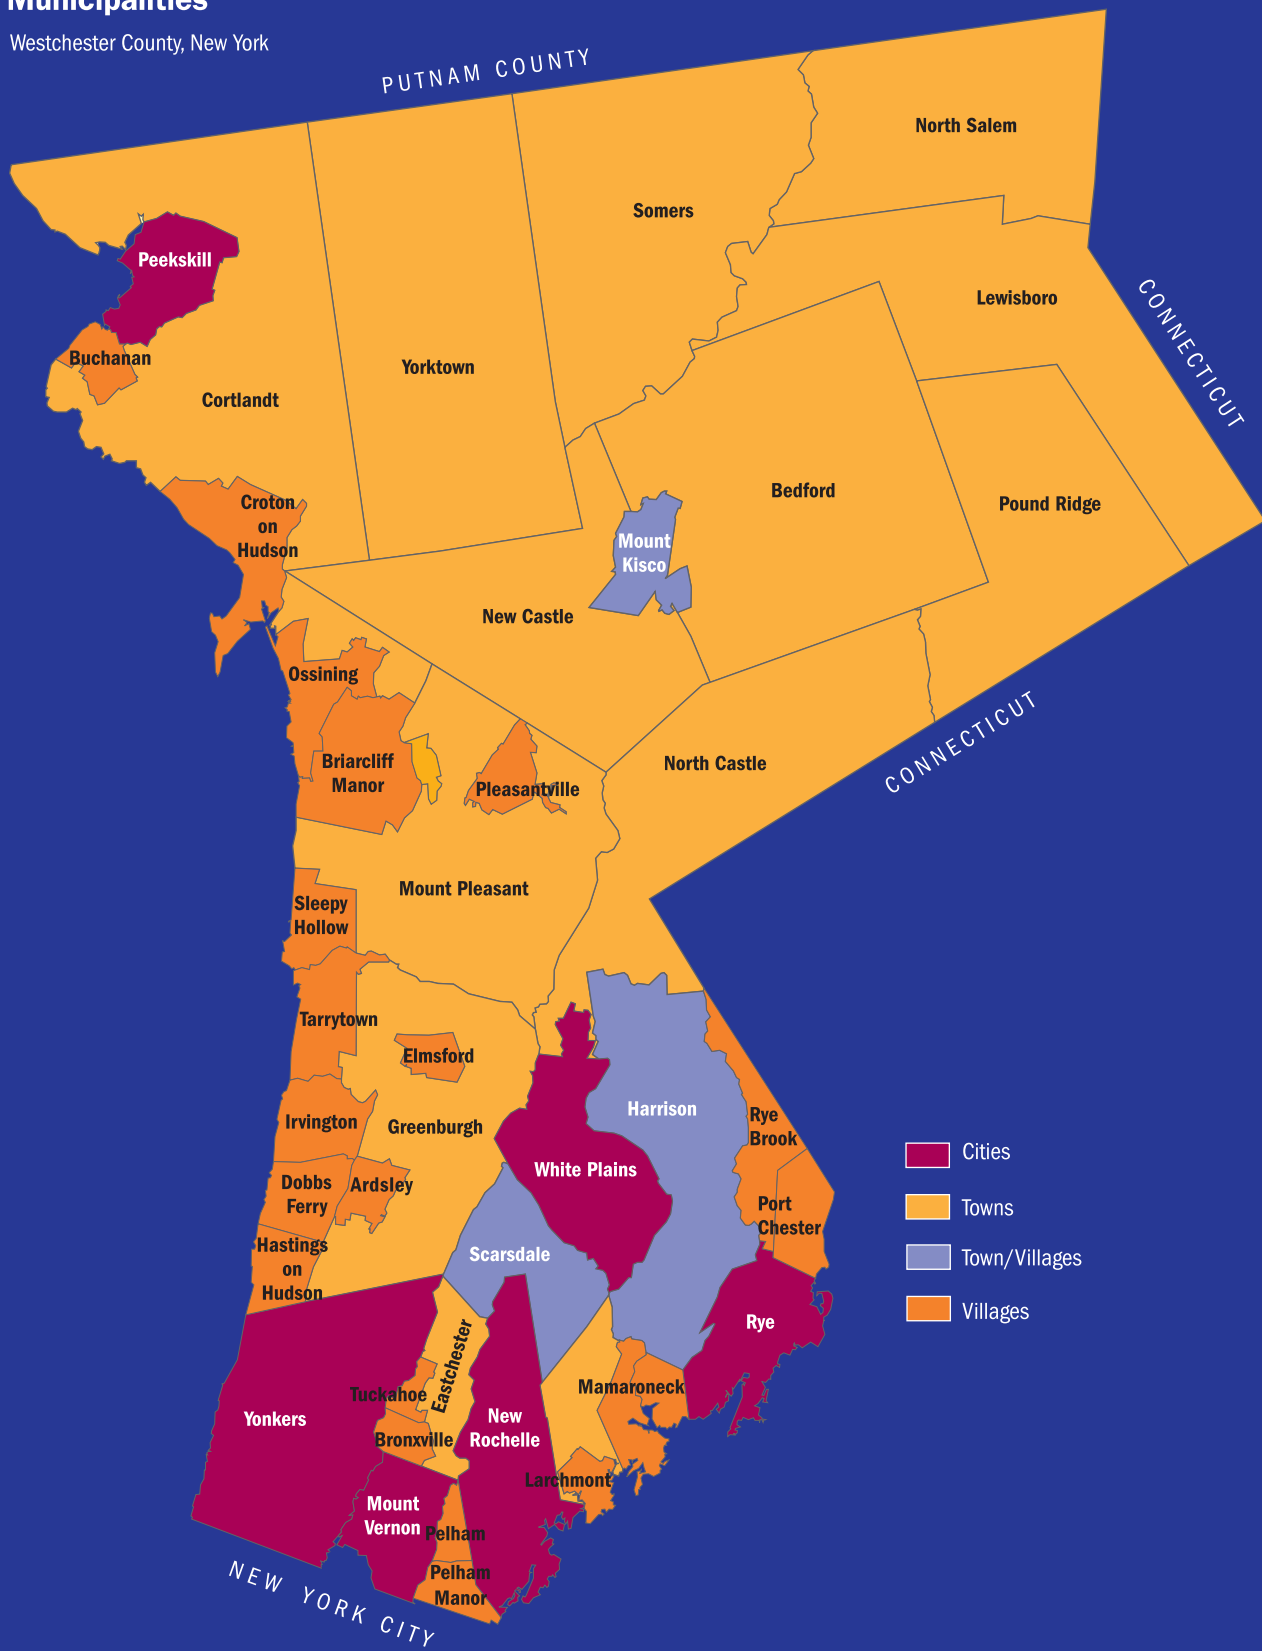 Municipalities
Westchester County, New York
PUTNAM COUNTY
North Salem
Somers
Peekskill
Lewisboro
CONNECTICUT
Buchanan
Yorktown
Cortlandt
Bedford
Pound Ridge
Croton
on
Hudson
Mount
Kisco
New Castle
Ossining
CONNECTICUT
Briarcliff
Manor
North Castle
Pleasantville
Mount Pleasant
Sleepy
Hollow
Tarrytown
Elmsford
Harrison
Rye
Brook
Irvington
Greenburgh
Cities
White Plains
Dobbs
Ferry
Ardsley
Port
Chester
Towns
Hastings
on
Hudson
Scarsdale
Town/Villages
Villages
Rye
Eastchester
Tuckahoe
Mamaroneck
Yonkers
New
Rochelle
Bronxville
Larchmont
Mount
Vernon
Pelham
Pelham
Manor
NEW YORK CITY